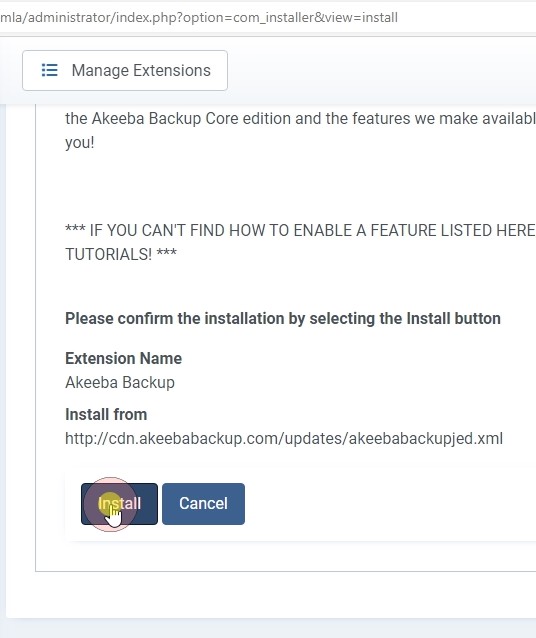 mla/administrator/index.php?option=com_installer&view=install
Manage Extensions
the Akeeba Backup Core edition and the features we make availabl
you!
*** IF YOU CAN'T FIND HOW TO ENABLE A FEATURE LISTED HERE
TUTORIALS! ***
Please confirm the installation by selecting the Install button
Extension Name
Akeeba Backup
Install from
http://cdn.akeebabackup.com/updates/akeebabackupjed.xml
Install Cancel